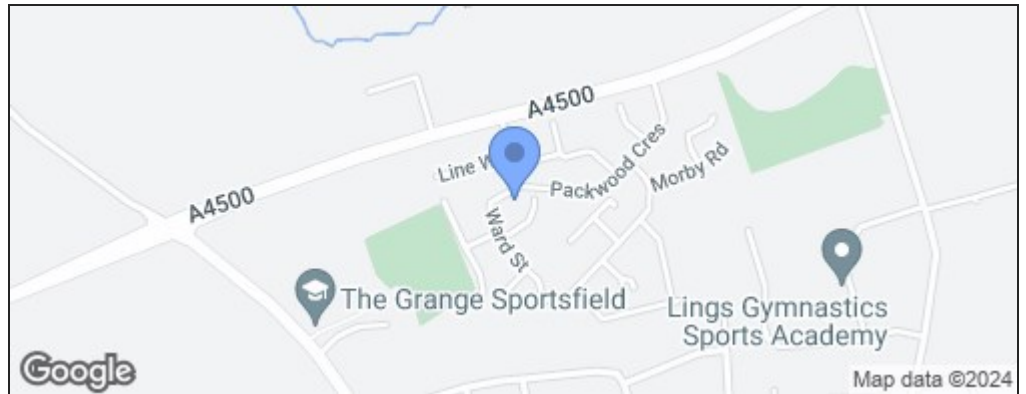 A4500
Line W
Packwood Cres
Morby Rd
A4500
Ward St
The Grange Sportsfield
Lings Gymnastics
Sports Academy
Google
Map data ©2024